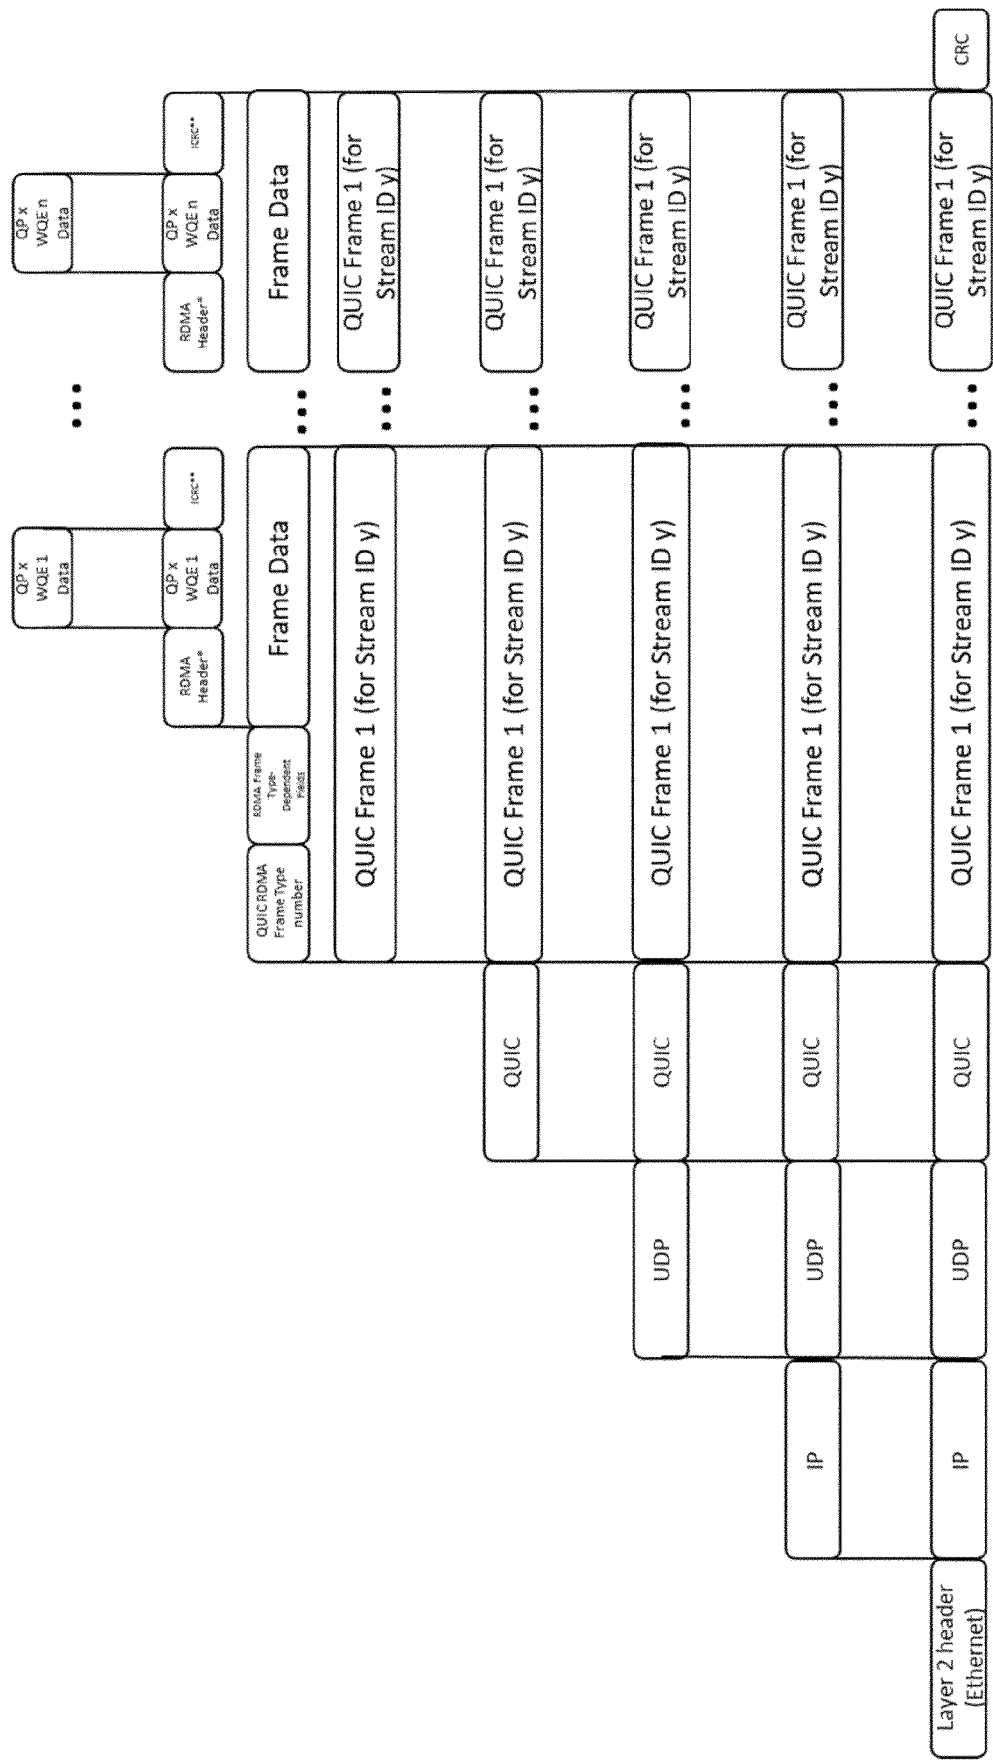 QP x
WQE 1
Data
...
QP x
WQE n
Data
RDMA
Header*
QP x
WQE 1
Data
ICRC**
RDMA
Header*
QP x
WQE n
Data
ICRC**
QUIC RDMA
Frame Type
number
RDMA Frame
Type-
Dependent
Fields
Frame Data
...
Frame Data
QUIC Frame 1 (for Stream ID y)
...
QUIC Frame 1 (for
Stream ID y)
QUIC
QUIC Frame 1 (for Stream ID y)
...
QUIC Frame 1 (for
Stream ID y)
UDP
QUIC
QUIC Frame 1 (for Stream ID y)
...
QUIC Frame 1 (for
Stream ID y)
IP
UDP
QUIC
QUIC Frame 1 (for Stream ID y)
...
QUIC Frame 1 (for
Stream ID y)
Layer 2 header
(Ethernet)
IP
UDP
QUIC
QUIC Frame 1 (for Stream ID y)
...
QUIC Frame 1 (for
Stream ID y)
CRC